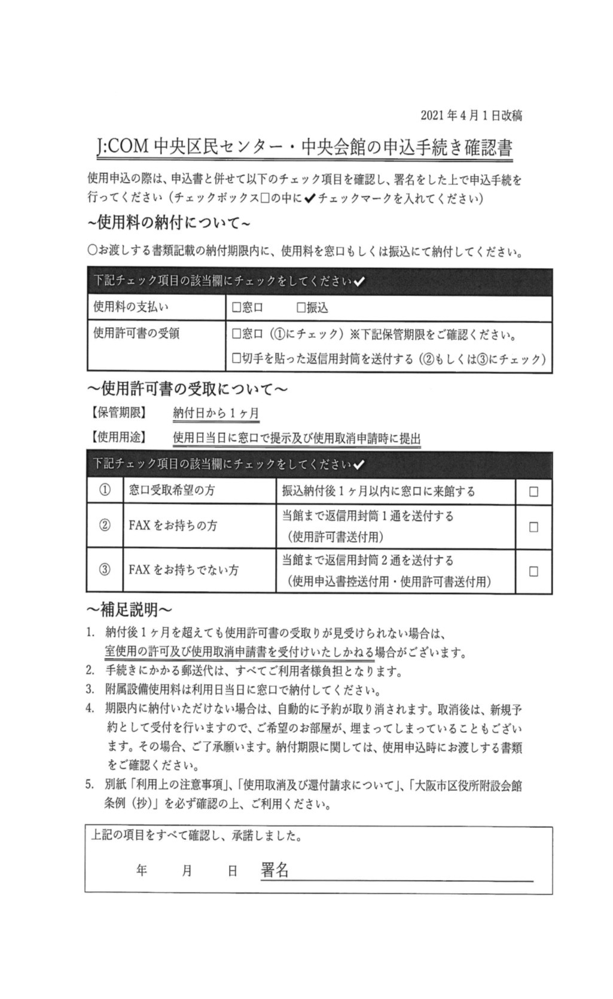 2021年4月1日改稿
J:COM 中央区民センター・中央会館の申込手続き確認書
使用申込の際は、申込書と併せて以下のチェック項目を確認し、署名をした上で申込手続を
行ってください（チェックボックス□の中に✔チェックマークを入れてください）
~使用料の納付について~
〇お渡しする書類記載の納付期限内に、使用料を窓口もしくは振込にて納付してください。
下記チェック項目の該当欄にチェックをしてください✔
使用料の支払い □窓口 □振込
使用許可書の受領 □窓口（①にチェック）※下記保管期限をご確認ください。
□切手を貼った返信用封筒を送付する（②もしくは③にチェック）
～使用許可書の受取について～
【保管期限】 納付日から1ヶ月
【使用用途】 使用日当日に窓口で提示及び使用取消申請時に提出
下記チェック項目の該当欄にチェックをしてください✔
① 窓口受取希望の方 振込納付後1ヶ月以内に窓口に来館する □
② FAXをお持ちの方 当館まで返信用封筒1通を送付する □
（使用許可書送付用）
③ FAXをお持ちでない方 当館まで返信用封筒2通を送付する □
（使用申込書控送付用・使用許可書送付用）
～補足説明～
1. 納付後1ヶ月を超えても使用許可書の受取りが見受けられない場合は、
室使用の許可及び使用取消申請書を受付けいたしかねる場合がございます。
2. 手続きにかかる郵送代は、すべてご利用者様負担となります。
3. 附属設備使用料は利用日当日に窓口で納付してください。
4. 期限内に納付いただけない場合は、自動的に予約が取り消されます。取消後は、新規予
約として受付を行いますので、ご希望のお部屋が、埋まってしまっていることもござい
ます。その場合、ご了承願います。納付期限に関しては、使用申込時にお渡しする書類
をご確認ください。
5. 別紙「利用上の注意事項」、「使用取消及び還付請求について」、「大阪市区役所附設会館
条例（抄）」を必ず確認の上、ご利用ください。
上記の項目をすべて確認し、承諾しました。
年 月 日 署名